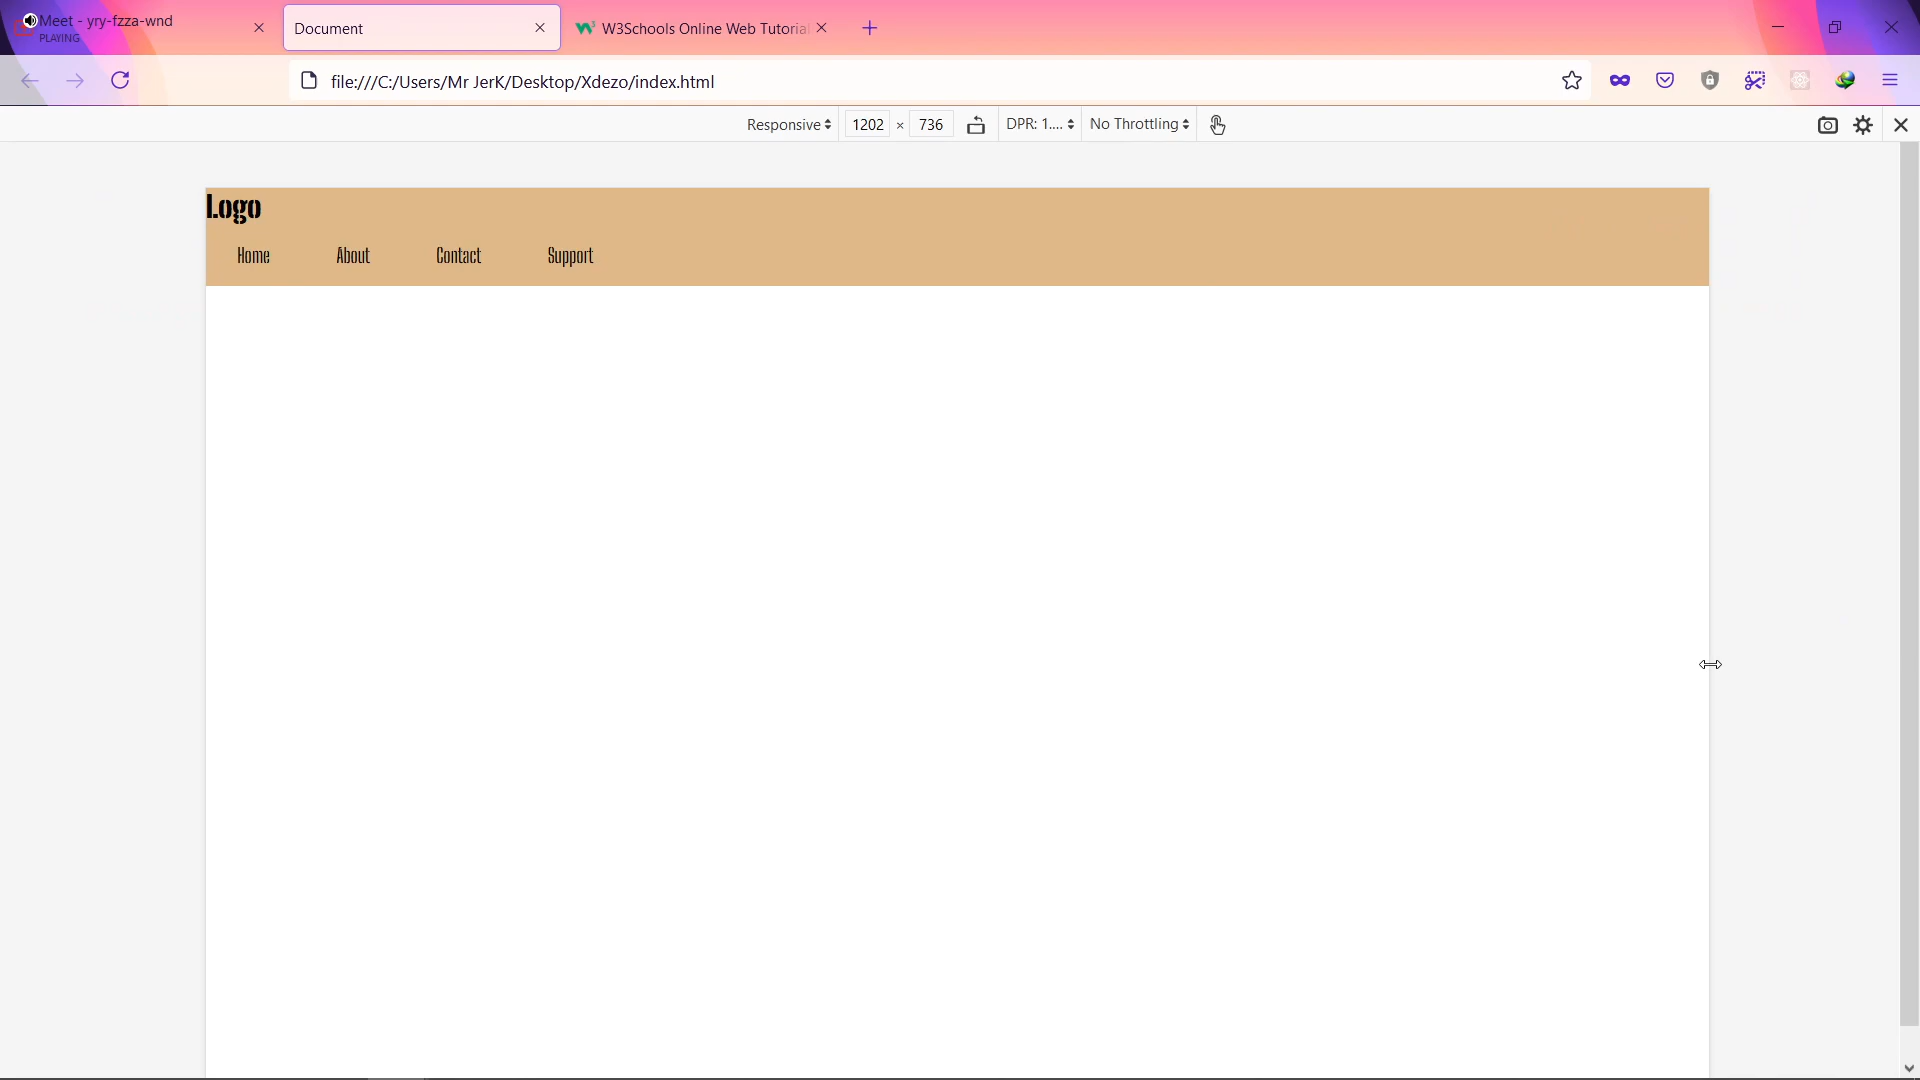 Meet - yry-fzza-wnd
PLAYING
Document
W3Schools Online Web Tutorial
file:///C:/Users/Mr JerK/Desktop/Xdezo/index.html
Responsive 1202 × 736 DPR: 1.... No Throttling
Logo
Home About Contact Support